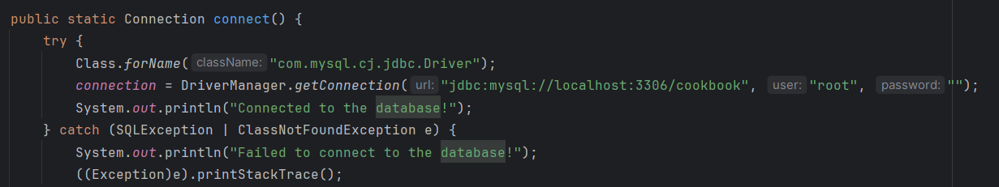 public static Connection connect() {
try {
Class.forName( className: "com.mysql.cj.jdbc.Driver");
connection = DriverManager.getConnection( url: "jdbc:mysql://localhost:3306/cookbook", user: "root", password: "");
System.out.println("Connected to the database!");
} catch (SQLException | ClassNotFoundException e) {
System.out.println("Failed to connect to the database!");
((Exception)e).printStackTrace();